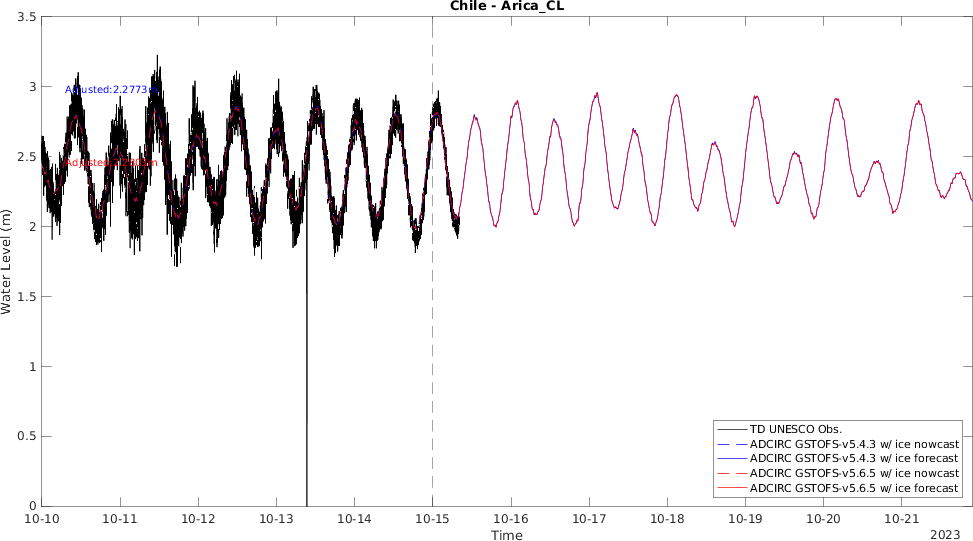 Chile - Arica_CL
3.5
3
2.5
2
1.5
1
0.5
0
Water Level (m)
Adjusted:2.2773m
Adjusted:
10-10 10-11 10-12 10-13 10-14 10-15 10-16 10-17 10-18 10-19 10-20 10-21
Time
2023
TD UNESCO Obs.
ADCIRC GSTOFS-v5.4.3 w/ ice nowcast
ADCIRC GSTOFS-v5.4.3 w/ ice forecast
ADCIRC GSTOFS-v5.6.5 w/ ice nowcast
ADCIRC GSTOFS-v5.6.5 w/ ice forecast